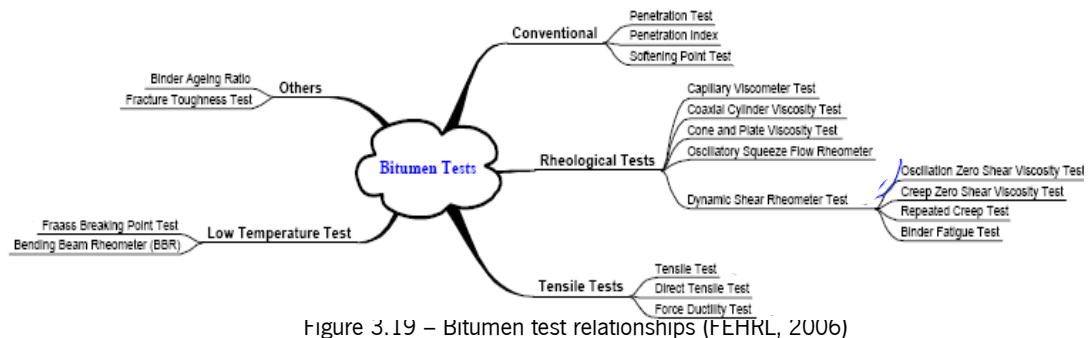 Conventional
Penetration Test
Penetration Index
Softening Point Test
Others
Binder Ageing Ratio
Fracture Toughness Test
Bitumen Tests
Rheological Tests
Capillary Viscometer Test
Coaxial Cylinder Viscosity Test
Cone and Plate Viscosity Test
Oscillatory Squeeze Flow Rheometer
Dynamic Shear Rheometer Test
Oscillation Zero Shear Viscosity Test
Creep Zero Shear Viscosity Test
Repeated Creep Test
Binder Fatigue Test
Low Temperature Test
Fraass Breaking Point Test
Bending Beam Rheometer (BBR)
Tensile Tests
Tensile Test
Direct Tensile Test
Force Ductility Test
Figure 3.19 – Bitumen test relationships (FEHRL, 2006)